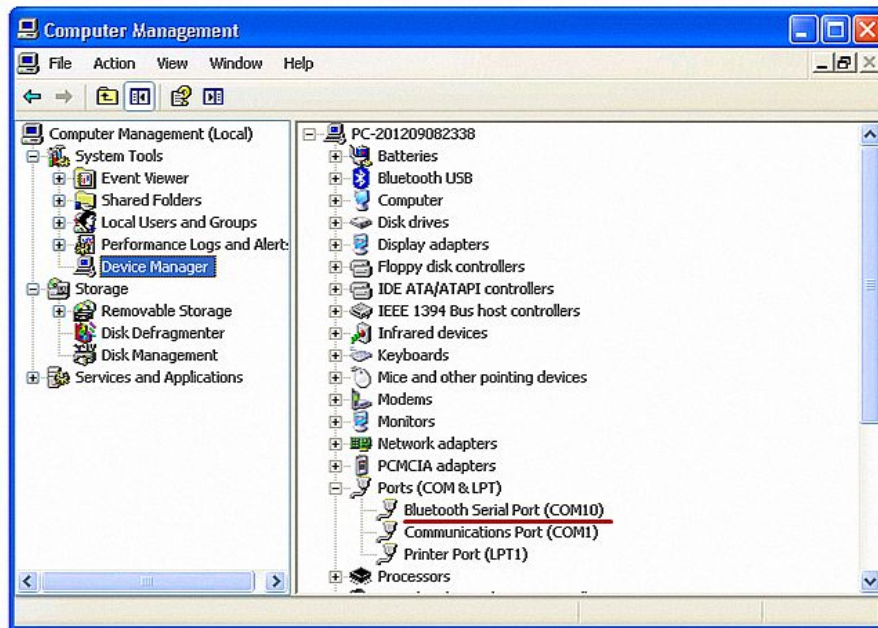 Computer Management
File Action View Window Help
Computer Management (Local)
System Tools
Event Viewer
Shared Folders
Local Users and Groups
Performance Logs and Alert:
Device Manager
Storage
Removable Storage
Disk Defragmenter
Disk Management
Services and Applications
PC-201209082338
Batteries
Bluetooth USB
Computer
Disk drives
Display adapters
Floppy disk controllers
IDE ATA/ATAPI controllers
IEEE 1394 Bus host controllers
Infrared devices
Keyboards
Mice and other pointing devices
Modems
Monitors
Network adapters
PCMCIA adapters
Ports (COM & LPT)
Bluetooth Serial Port (COM10)
Communications Port (COM1)
Printer Port (LPT1)
Processors